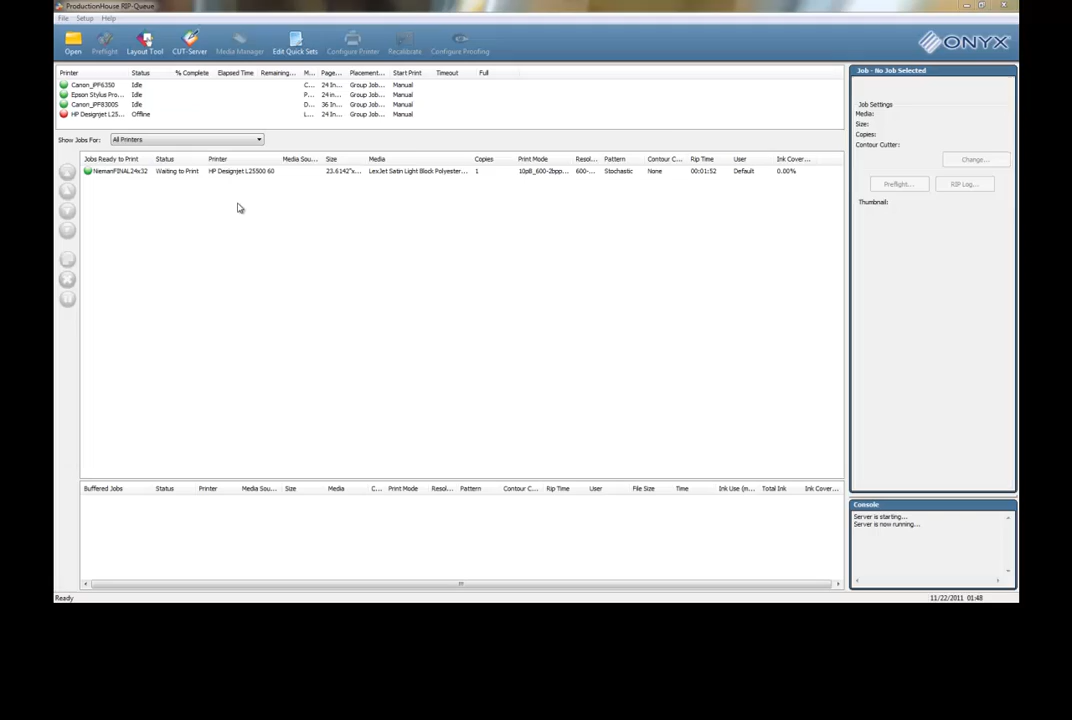 ProductionHouse RIP-Queue
File Setup Help
Open Preflight Layout Tool CUT-Server Media Manager Edit Quick Sets Configure Printer Recalibrate Configure Proofing
ONYX
Printer Status % Complete Elapsed Time Remaining... M... Page... Placement... Start Print Timeout Full
Canon_iPF6350 Idle C... 24 In... Group Job... Manual
Epson Stylus Pro... Idle P... 24 in... Group Job... Manual
Canon_iPF8300S Idle D... 36 In... Group Job... Manual
HP Designjet L25... Offline L... 24 In... Group Job... Manual
Show Jobs For: All Printers
Jobs Ready to Print Status Printer Media Sou... Size Media Copies Print Mode Resol... Pattern Contour C... Rip Time User Ink Cover...
NiemanFINAL24x32 Waiting to Print HP Designjet L25500 60 23.6142"x... LexJet Satin Light Block Polyester... 1 10pl8_600-2bpp... 600-... Stochastic None 00:01:52 Default 0.00%
Buffered Jobs Status Printer Media Sou... Size Media C... Print Mode Resol... Pattern Contour C... Rip Time User File Size Time Ink Use (m... Total Ink Ink Cover...
Ready
Job - No Job Selected
Job Settings
Media:
Size:
Copies:
Contour Cutter:
Change...
Preflight... RIP Log...
Thumbnail:
Console
Server is starting...
Server is now running...
11/22/2011 01:48